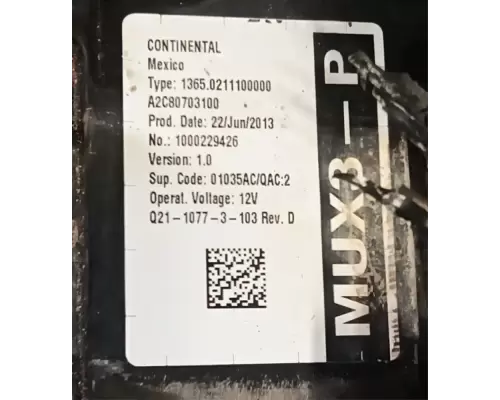 CONTINENTAL
Mexico
Type: 1365.0211100000
A2C80703100
Prod. Date: 22/Jun/2013
No.: 1000229426
Version: 1.0
Sup. Code: 01035AC/QAC:2
Operat. Voltage: 12V
Q21-1077-3-103 Rev. D
MUX3-P